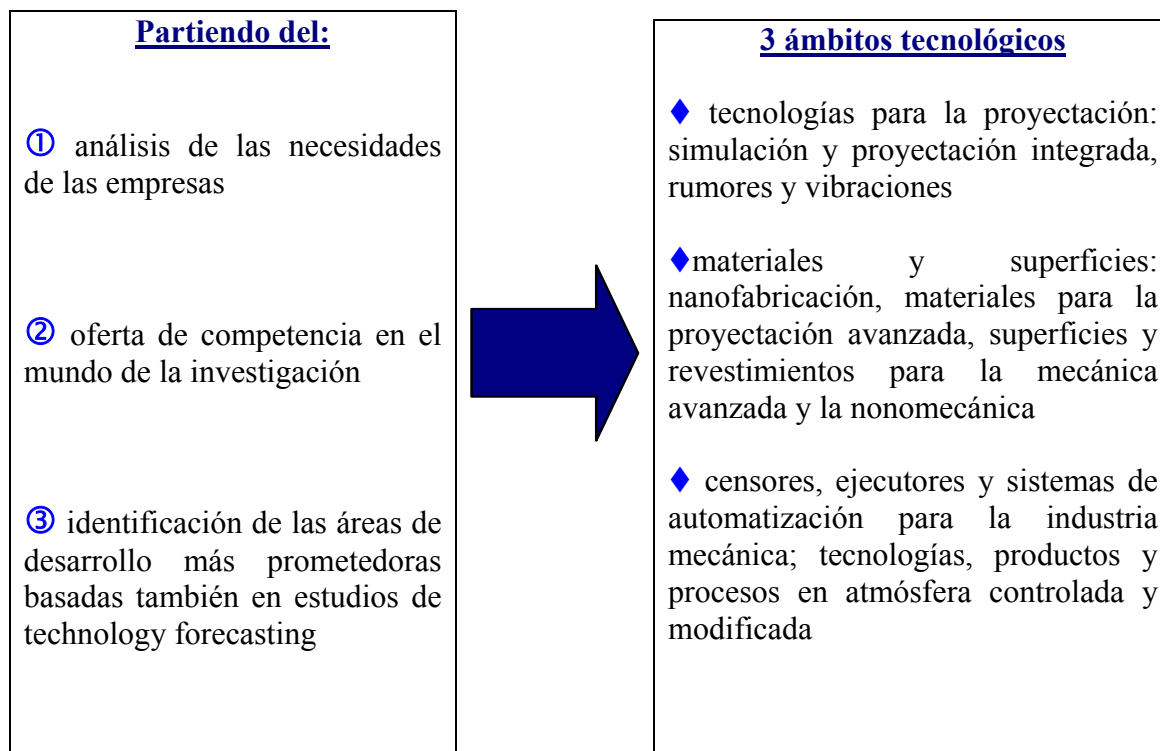 Partiendo del:
① análisis de las necesidades
de las empresas
② oferta de competencia en el
mundo de la investigación
③ identificación de las áreas de
desarrollo más prometedoras
basadas también en estudios de
technology forecasting
3 ámbitos tecnológicos
♦ tecnologías para la proyectación:
simulación y proyectación integrada,
rumores y vibraciones
♦materiales y superficies:
nanofabricación, materiales para la
proyectación avanzada, superficies y
revestimientos para la mecánica
avanzada y la nonomecánica
♦ censores, ejecutores y sistemas de
automatización para la industria
mecánica; tecnologías, productos y
procesos en atmósfera controlada y
modificada